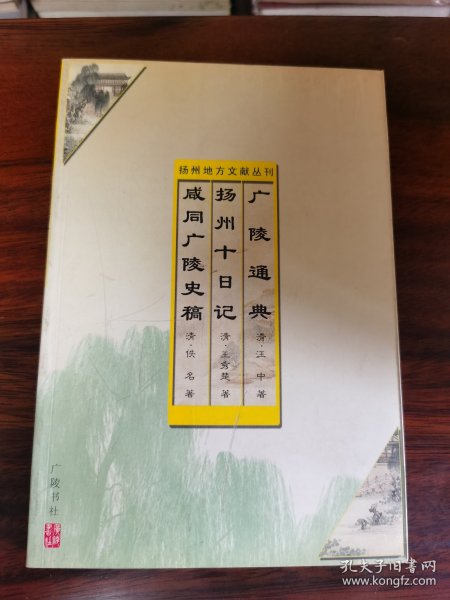 扬州地方文献丛刊
广陵通典
清·汪中著
扬州十日记
清·王秀楚著
咸同广陵史稿
清·佚名著
广陵书社
孔夫子旧书网
www.kongfz.com